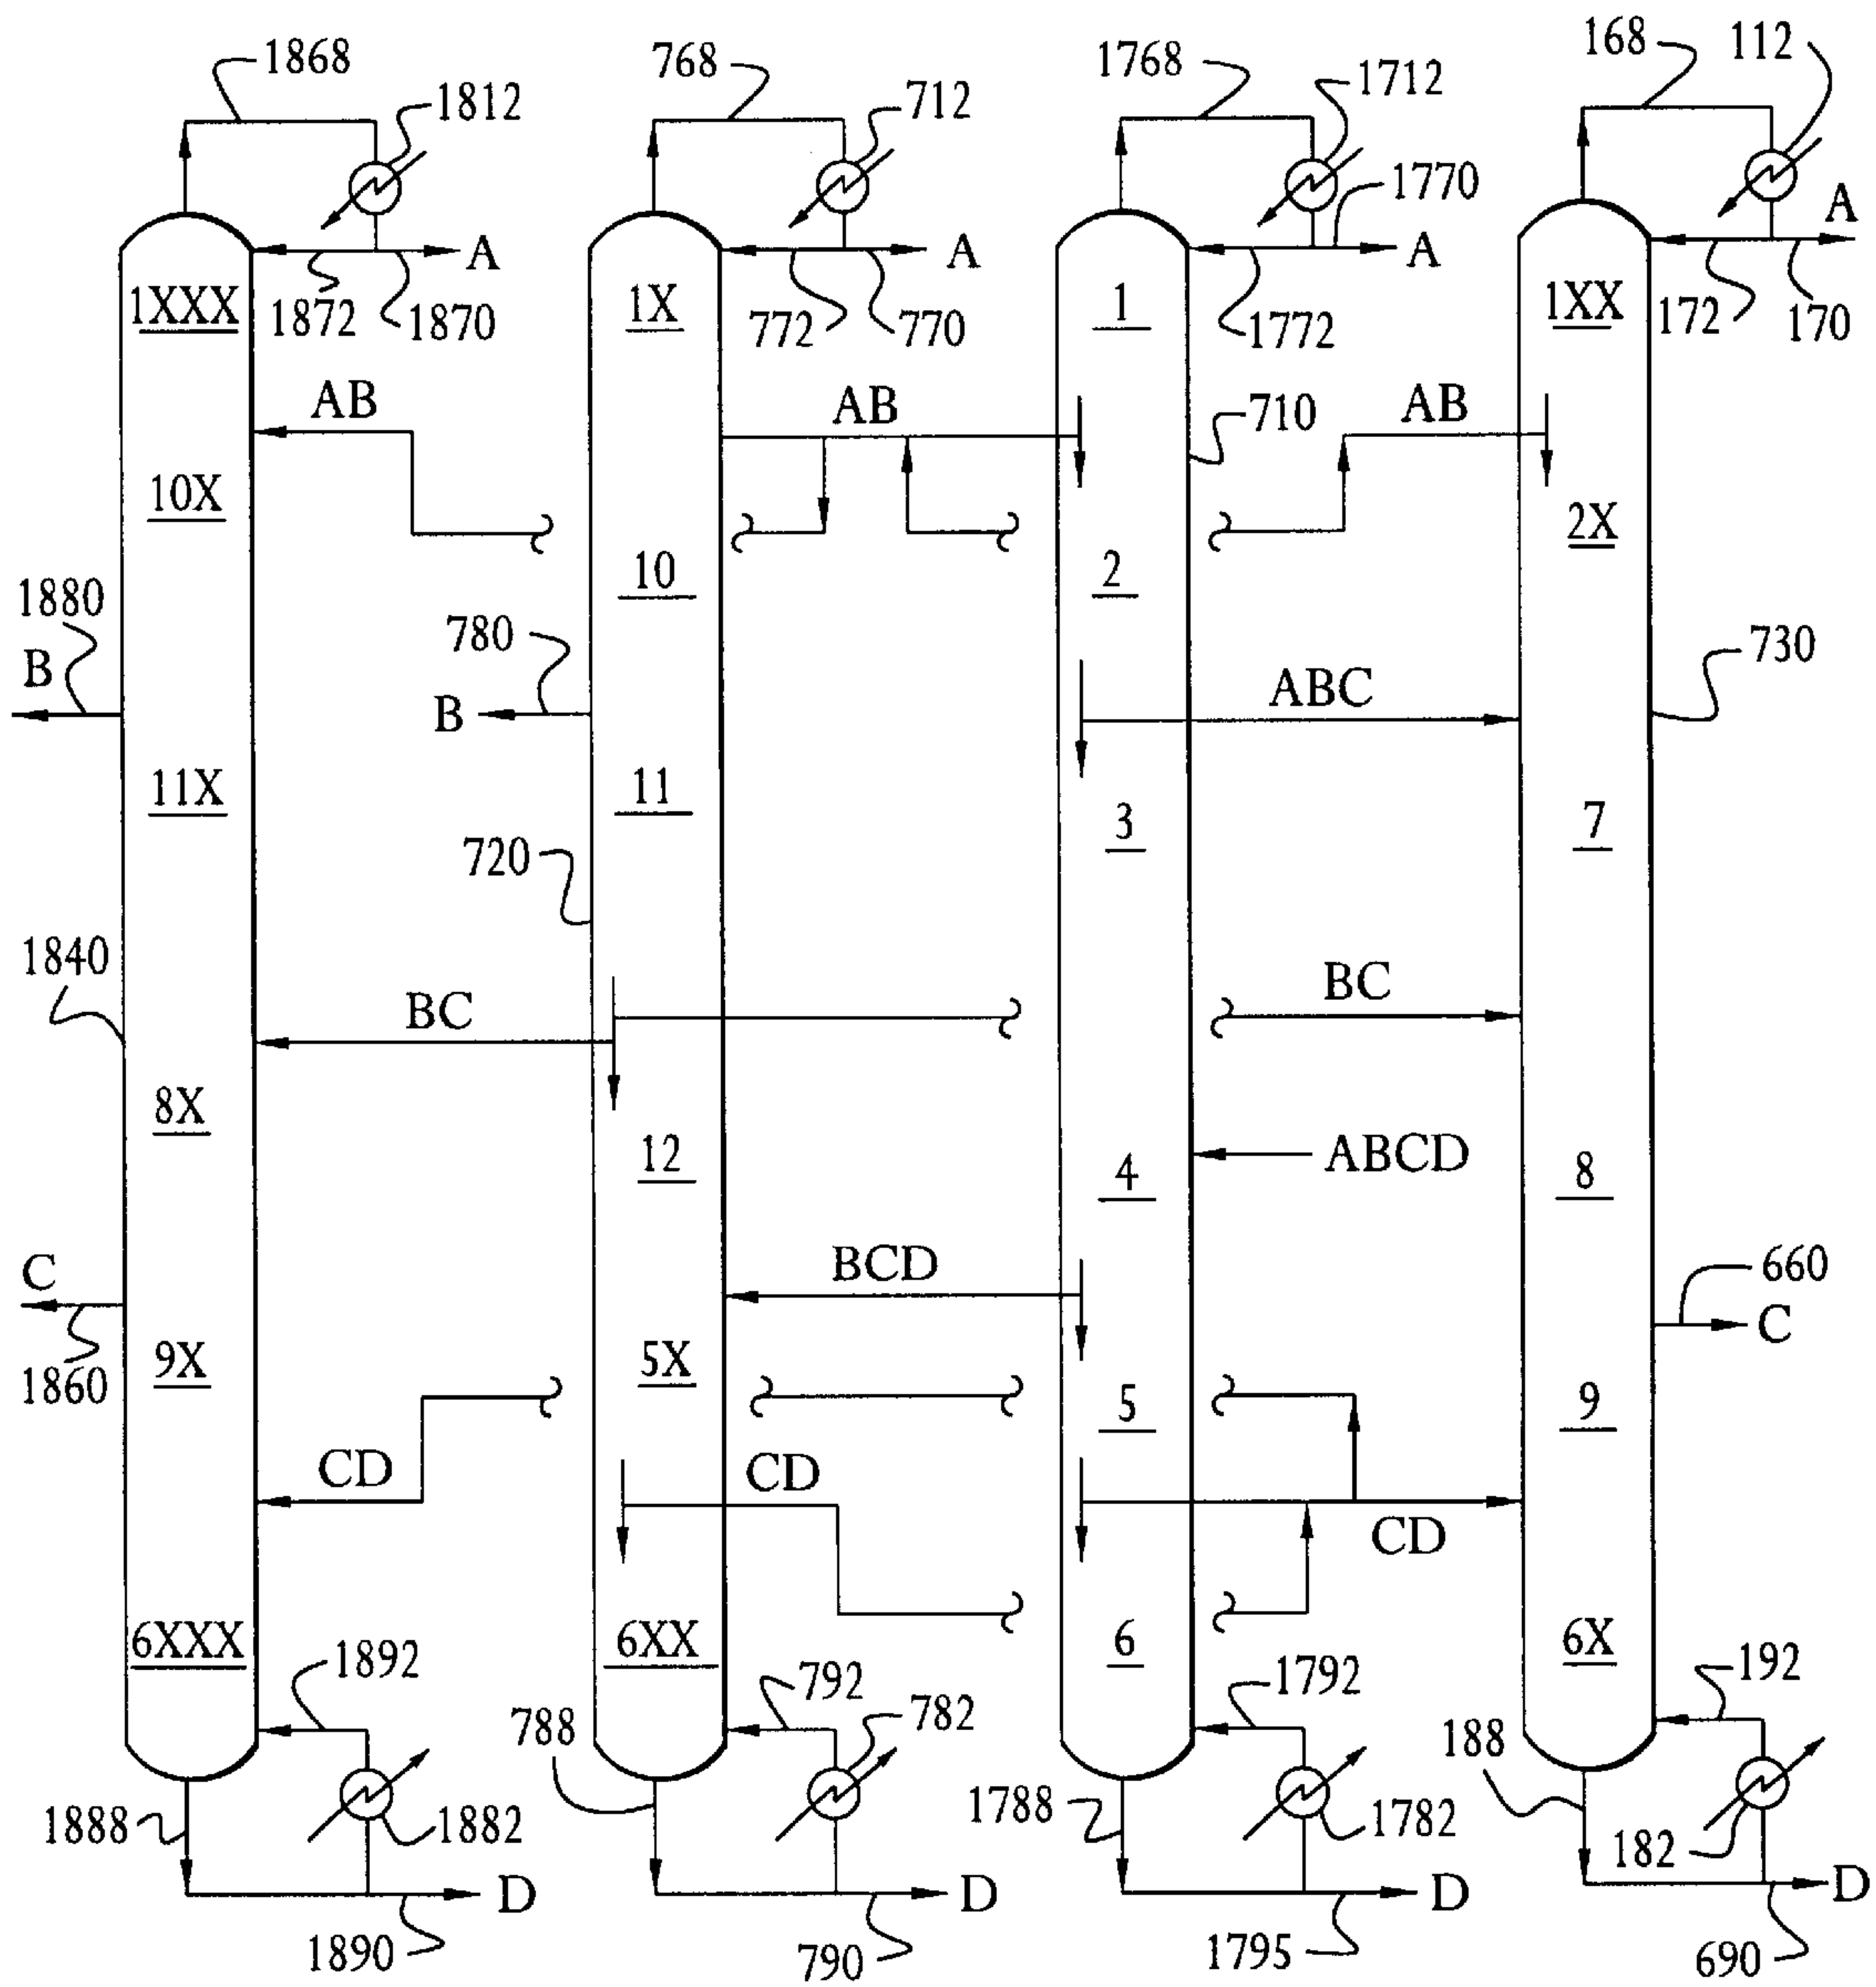 1868
768
1768
168
112
1812
712
1712
1770
A
A
A
A
1XXX
1872
1870
1X
772
770
1
1772
1XX
172
170
AB
AB
710
AB
10X
2X
10
2
1880
780
730
B
B
ABC
11X
11
3
7
720
1840
BC
BC
8X
12
4
ABCD
8
BCD
C
660
C
1860
9X
5X
5
9
CD
CD
CD
6XXX
6XX
6
6X
1892
792
1792
192
788
782
188
1888
1882
1788
1782
182
D
D
D
D
1890
790
1795
690